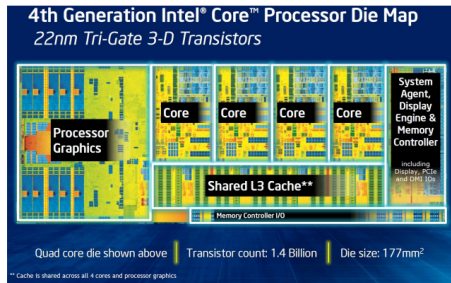 4th Generation Intel® Core™ Processor Die Map
22nm Tri-Gate 3-D Transistors
Processor
Graphics
Core
Core
Core
Core
System
Agent,
Display
Engine &
Memory
Controller
including
Display, PCIe
and DMI IOs
Shared L3 Cache**
Memory Controller I/O
Quad core die shown above
Transistor count: 1.4 Billion
Die size: 177mm²
** Cache is shared across all 4 cores and processor graphics